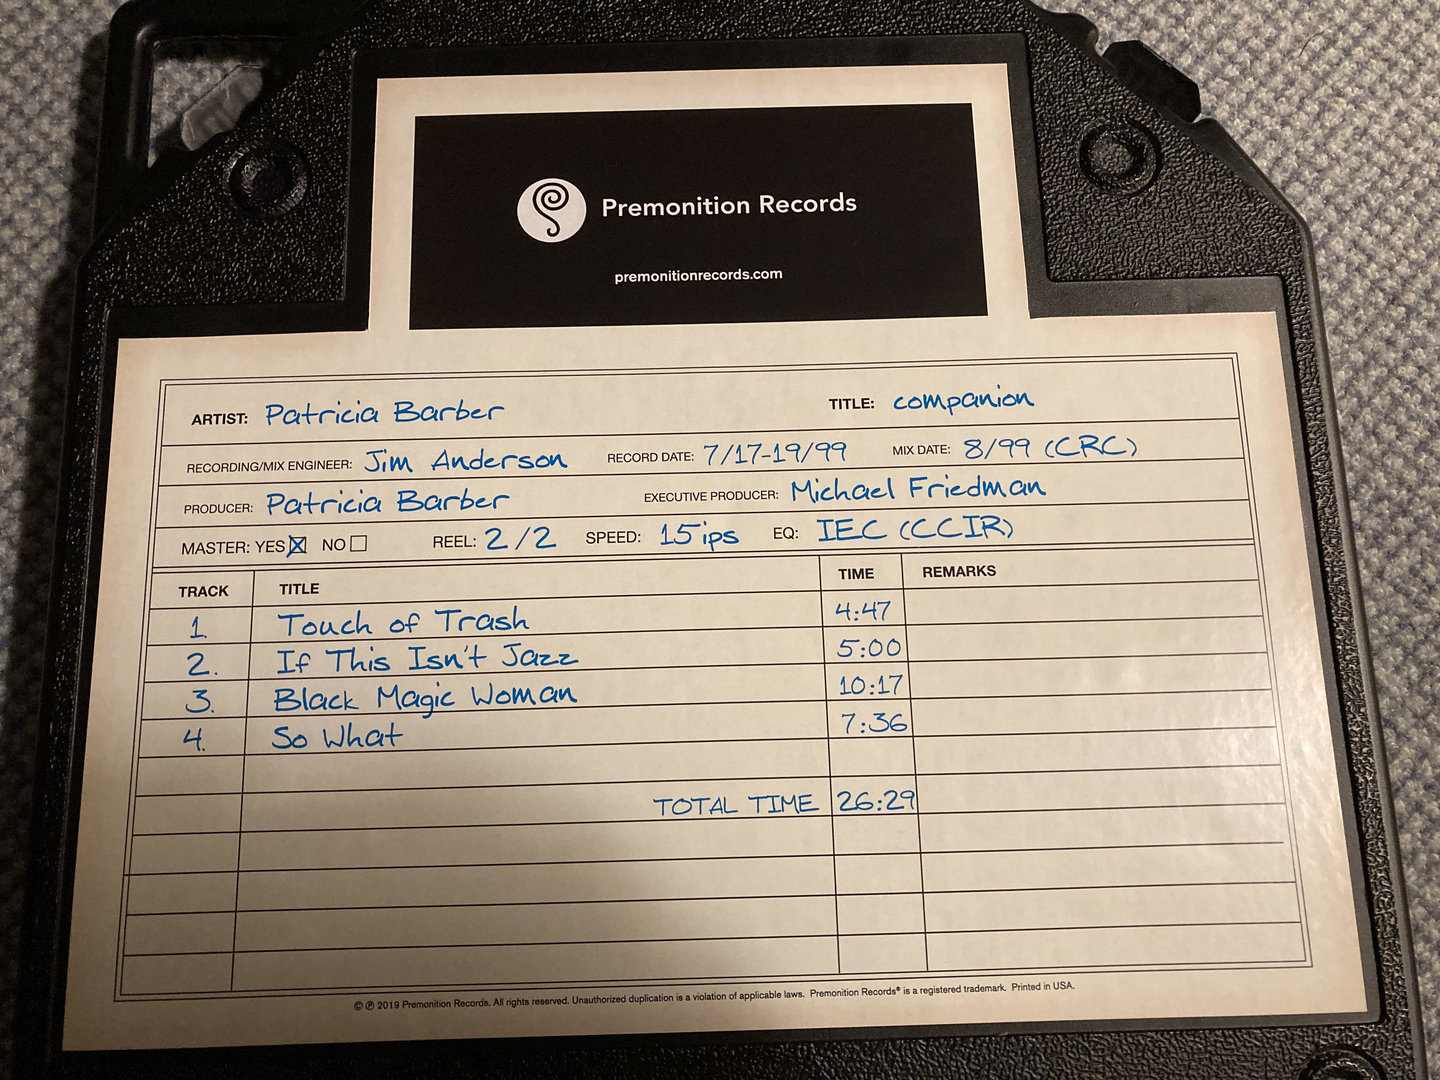 Premonition Records
premonitionrecords.com
ARTIST: Patricia Barber TITLE: companion
RECORDING/MIX ENGINEER: Jim Anderson RECORD DATE: 7/17-19/99 MIX DATE: 8/99 (CRC)
PRODUCER: Patricia Barber EXECUTIVE PRODUCER: Michael Friedman
MASTER: YES ☒ NO ☐ REEL: 2/2 SPEED: 15 ips EQ: IEC (CCIR)
TRACK TITLE TIME REMARKS
1. Touch of Trash 4:47
2. If This Isn't Jazz 5:00
3. Black Magic Woman 10:17
4. So What 7:36
TOTAL TIME 26:29
© ℗ 2019 Premonition Records. All rights reserved. Unauthorized duplication is a violation of applicable laws. Premonition Records® is a registered trademark. Printed in USA.